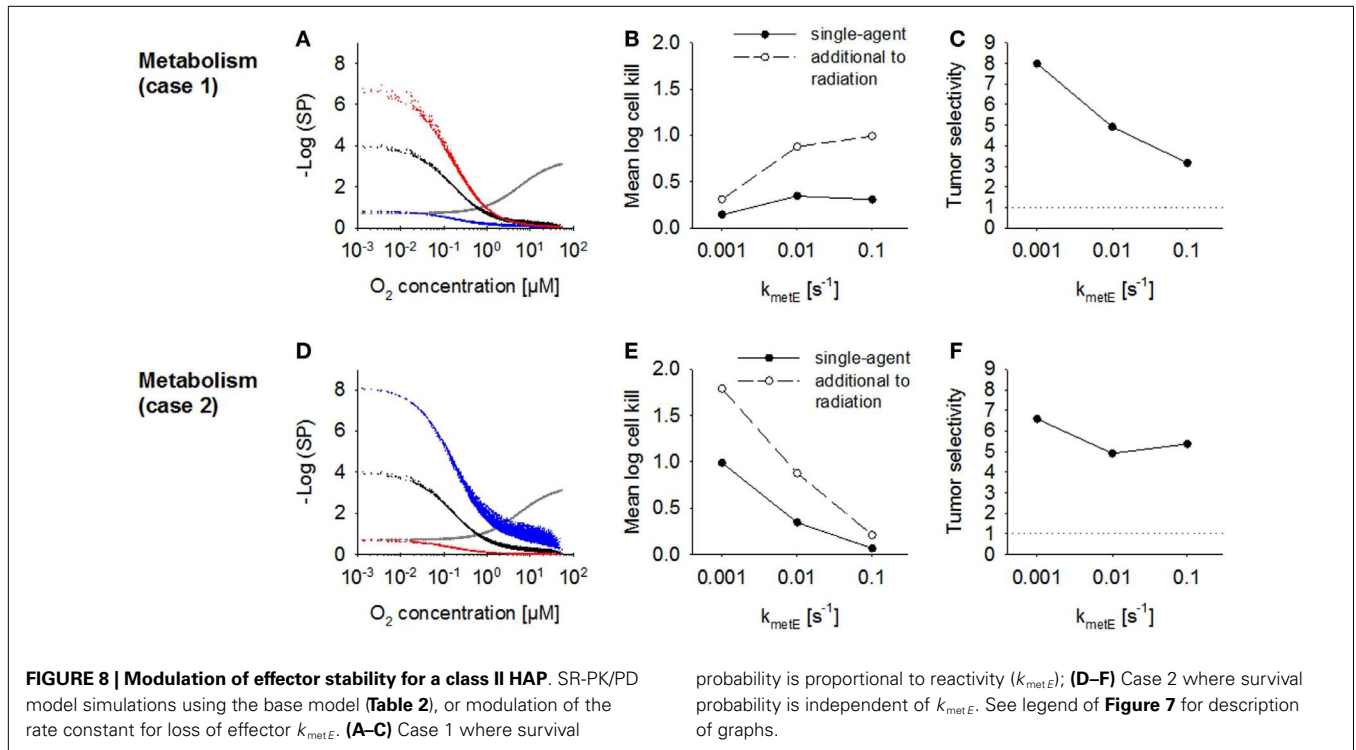 Metabolism
(case 1)
A
8
6
4
2
0
-Log (SP)
10⁻³ 10⁻² 10⁻¹ 10⁰ 10¹ 10²
O₂ concentration [µM]
B
single-agent
additional to
radiation
2.0
1.5
1.0
0.5
0.0
Mean log cell kill
0.001 0.01 0.1
k_metE [s⁻¹]
C
9
8
7
6
5
4
3
2
1
0
Tumor selectivity
0.001 0.01 0.1
k_metE [s⁻¹]
Metabolism
(case 2)
D
8
6
4
2
0
-Log (SP)
10⁻³ 10⁻² 10⁻¹ 10⁰ 10¹ 10²
O₂ concentration [µM]
E
single-agent
additional to
radiation
2.0
1.5
1.0
0.5
0.0
Mean log cell kill
0.001 0.01 0.1
k_metE [s⁻¹]
F
9
8
7
6
5
4
3
2
1
0
Tumor selectivity
0.001 0.01 0.1
k_metE [s⁻¹]
FIGURE 8 | Modulation of effector stability for a class II HAP. SR-PK/PD
model simulations using the base model (Table 2), or modulation of the
rate constant for loss of effector k_metE. (A–C) Case 1 where survival
probability is proportional to reactivity (k_metE); (D–F) Case 2 where survival
probability is independent of k_metE. See legend of Figure 7 for description
of graphs.